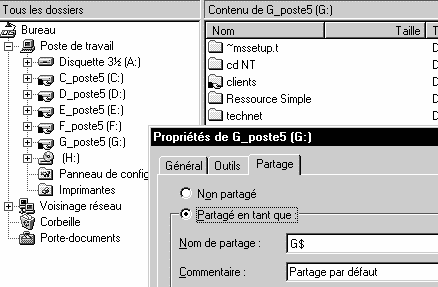 Tous les dossiers
Contenu de G_poste5 (G:)
Bureau
Poste de travail
Disquette 3½ (A:)
C_poste5 (C:)
D_poste5 (D:)
E_poste5 (E:)
F_poste5 (F:)
G_poste5 (G:)
(H:)
Panneau de config
Imprimantes
Voisinage réseau
Corbeille
Porte-documents
Nom Taille T
~mssetup.t D
cd NT D
clients D
Ressource Simple D
technet D
Propriétés de G_poste5 (G:)
Général Outils Partage
Non partagé
Partagé en tant que :
Nom de partage : G$
Commentaire : Partage par défaut